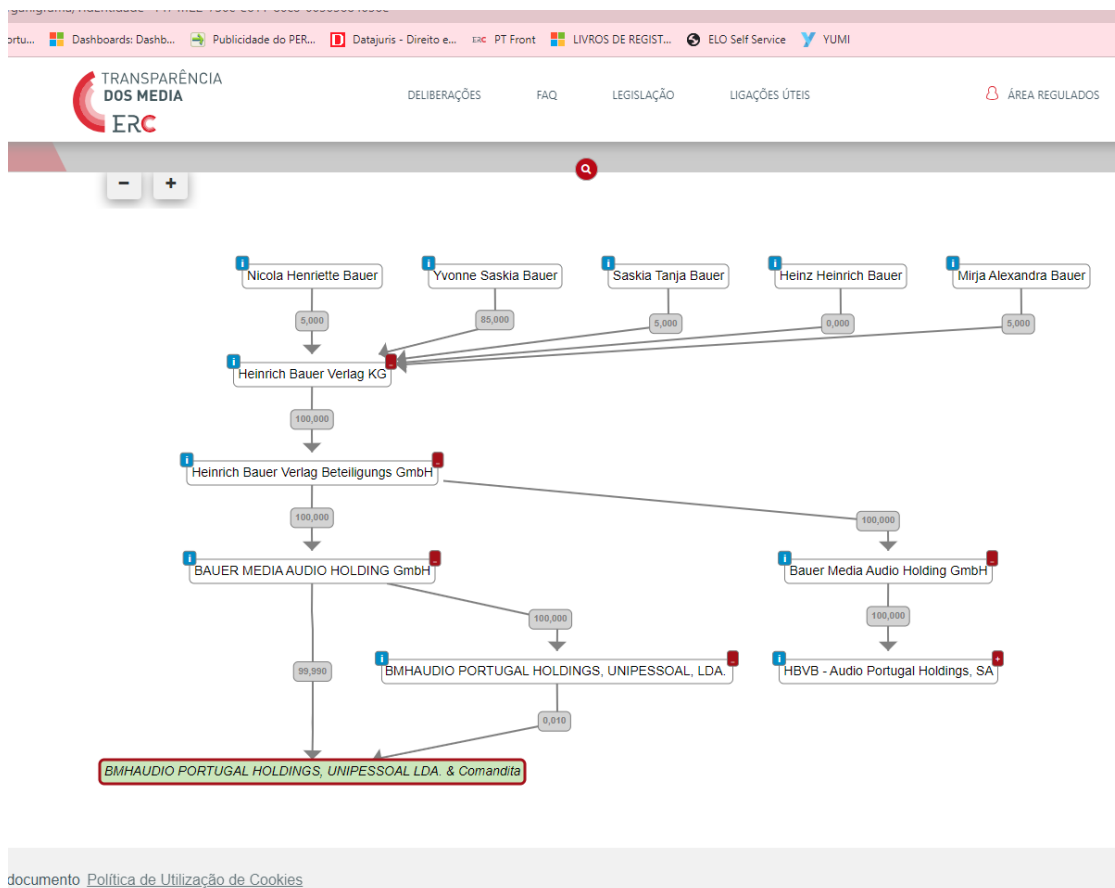 ortu...
Dashboards: Dashb...
Publicidade do PER...
Datajuris - Direito e...
ERC PT Front
LIVROS DE REGIST...
ELO Self Service
YUMI
TRANSPARÊNCIA
DOS MEDIA
ERC
DELIBERAÇÕES
FAQ
LEGISLAÇÃO
LIGAÇÕES ÚTEIS
ÁREA REGULADOS
− +
Nicola Henriette Bauer
Yvonne Saskia Bauer
Saskia Tanja Bauer
Heinz Heinrich Bauer
Mirja Alexandra Bauer
5,000
85,000
5,000
0,000
5,000
Heinrich Bauer Verlag KG
100,000
Heinrich Bauer Verlag Beteiligungs GmbH
100,000
100,000
BAUER MEDIA AUDIO HOLDING GmbH
Bauer Media Audio Holding GmbH
100,000
100,000
99,990
BMHAUDIO PORTUGAL HOLDINGS, UNIPESSOAL, LDA.
HBVB - Audio Portugal Holdings, SA
0,010
BMHAUDIO PORTUGAL HOLDINGS, UNIPESSOAL LDA. & Comandita
documento Política de Utilização de Cookies